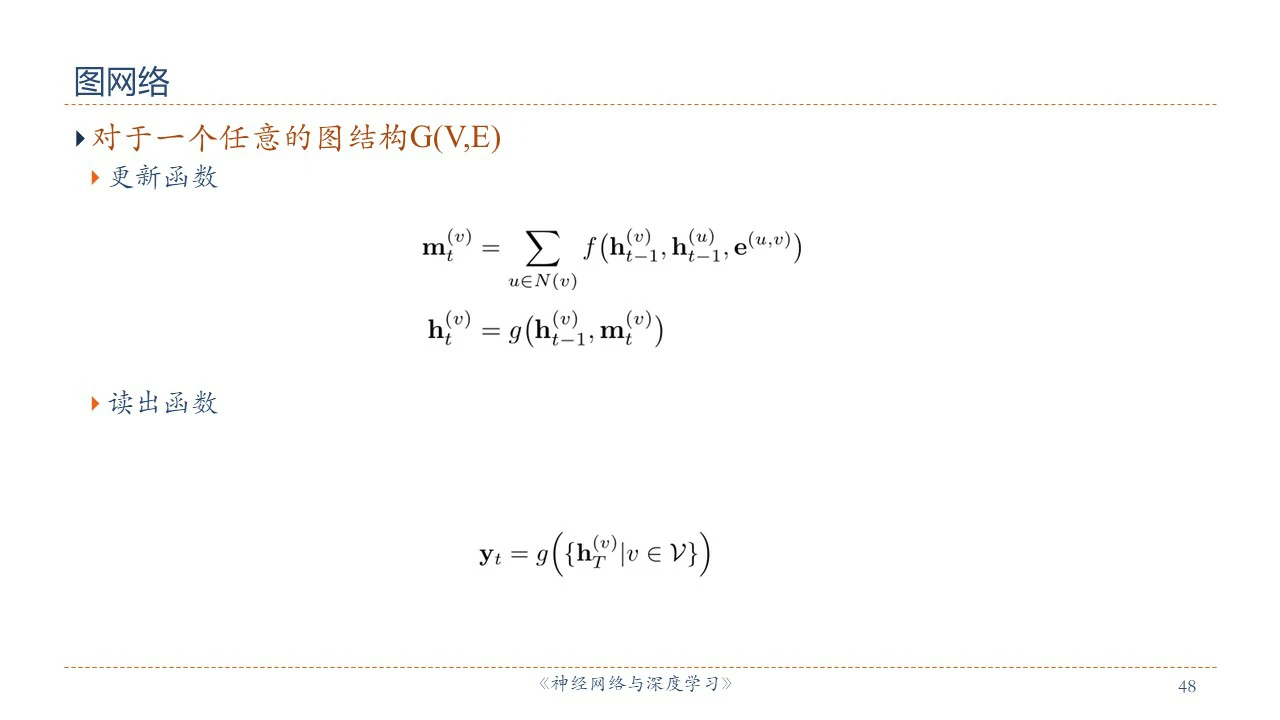 图网络
对于一个任意的图结构G(V,E)
更新函数
$\mathbf{m}_t^{(v)} = \sum_{u \in N(v)} f\big(\mathbf{h}_{t-1}^{(v)}, \mathbf{h}_{t-1}^{(u)}, \mathbf{e}^{(u,v)}\big)$
$\mathbf{h}_t^{(v)} = g\big(\mathbf{h}_{t-1}^{(v)}, \mathbf{m}_t^{(v)}\big)$
读出函数
$\mathbf{y}_t = g\Big(\{\mathbf{h}_T^{(v)} | v \in \mathcal{V}\}\Big)$
《神经网络与深度学习》
48